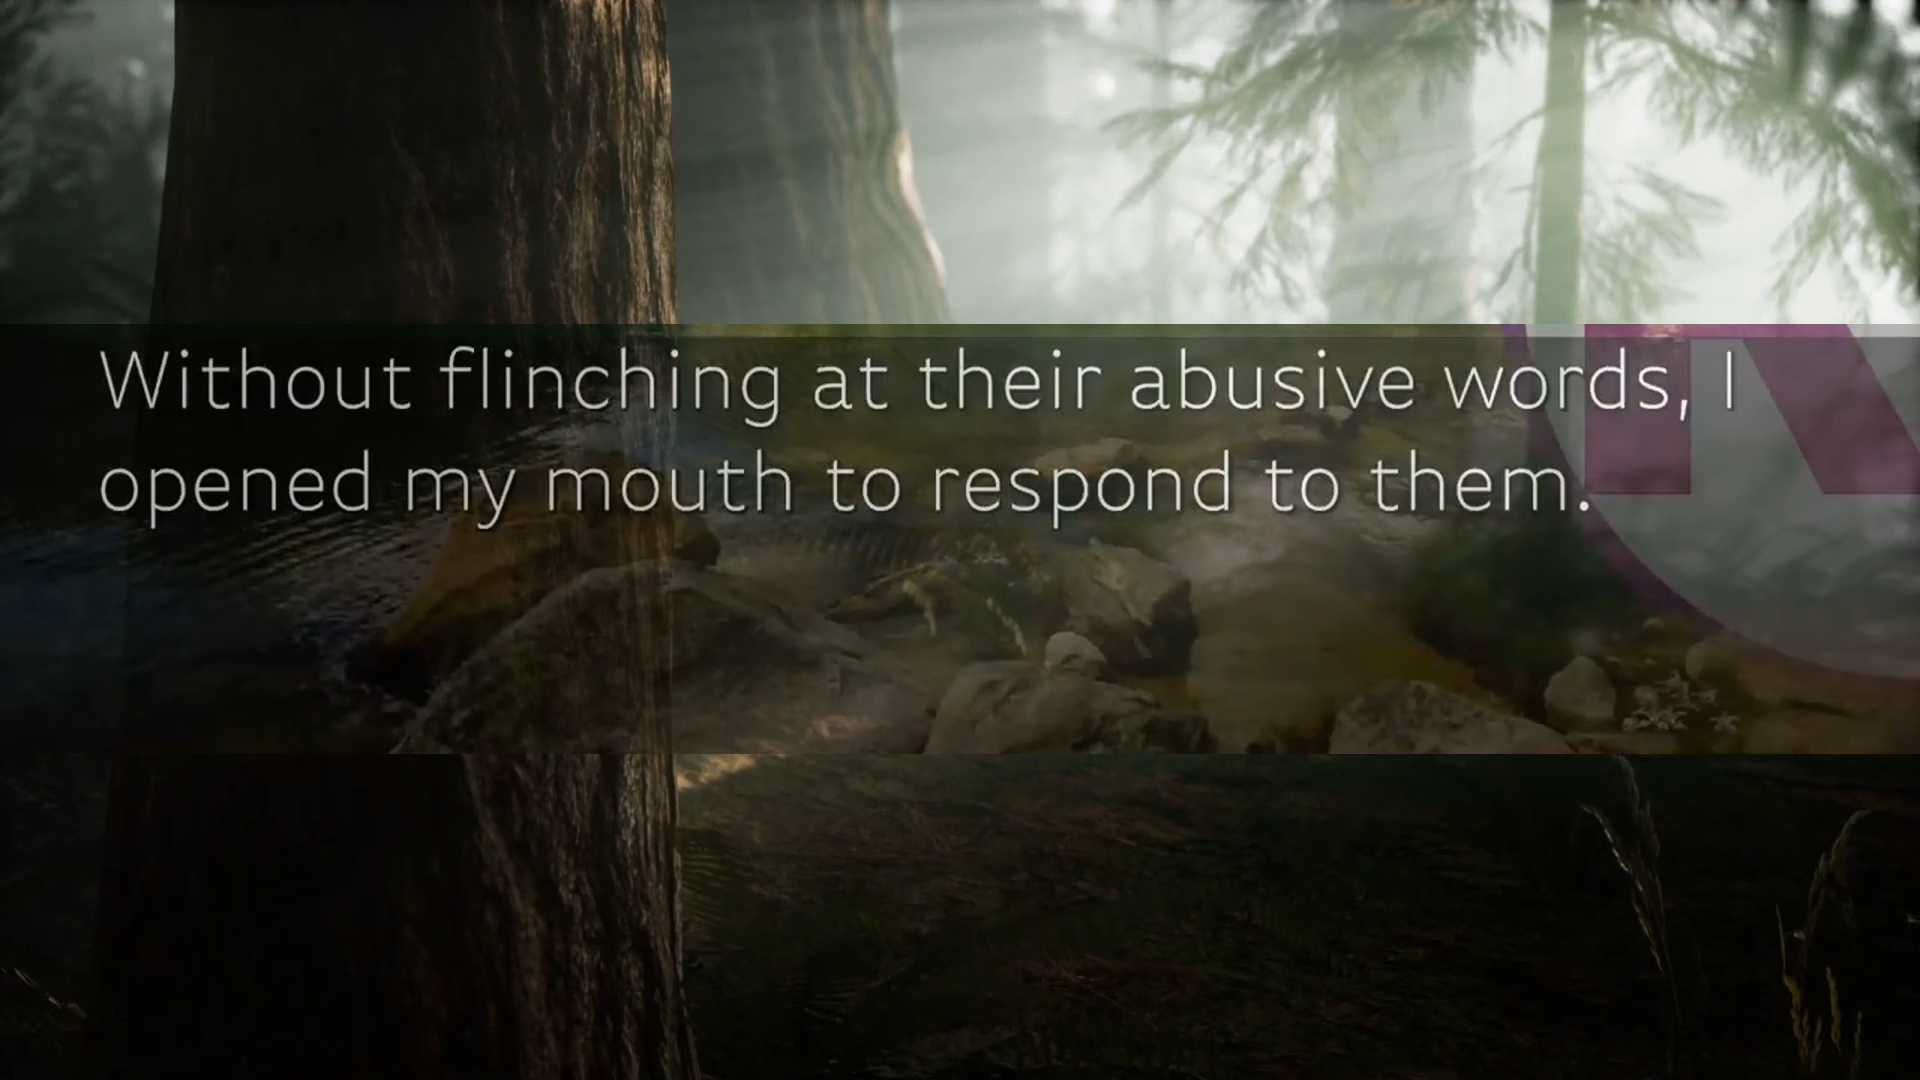 Without flinching at their abusive words, I
opened my mouth to respond to them.